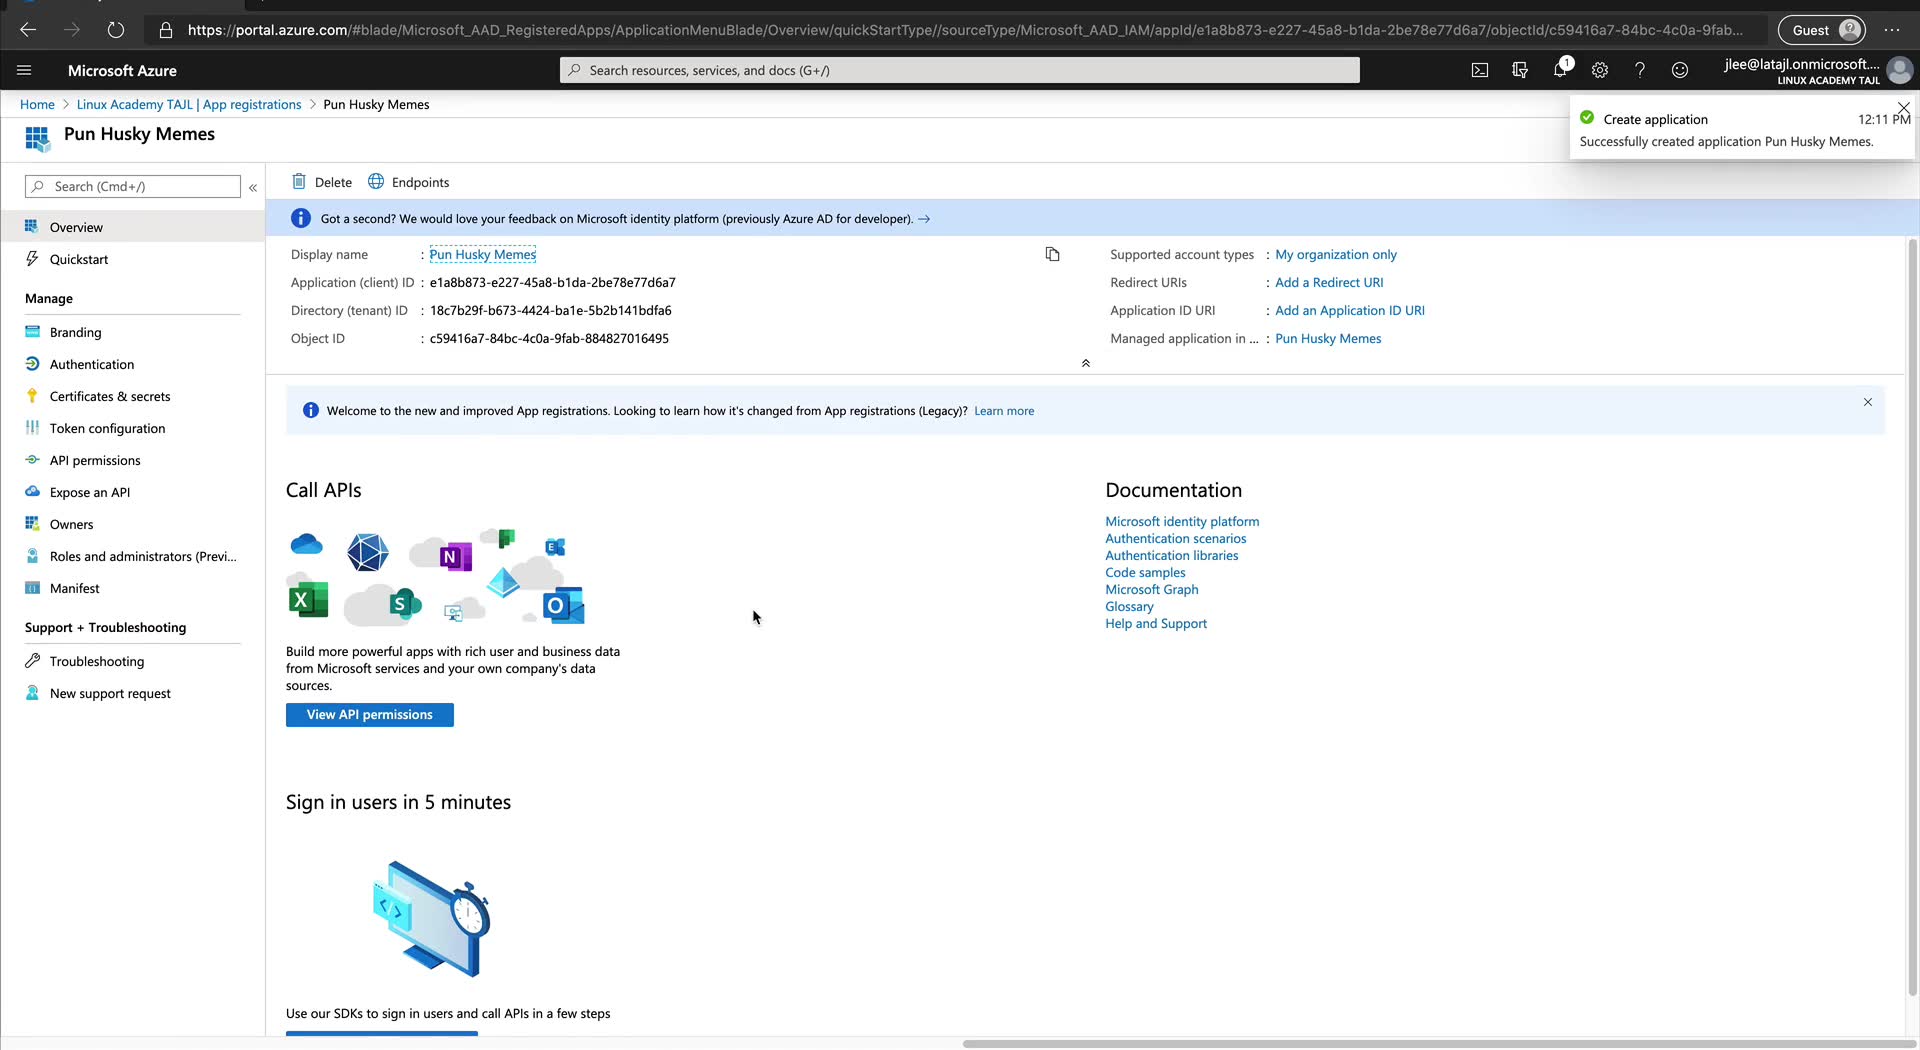 https://portal.azure.com/#blade/Microsoft_AAD_RegisteredApps/ApplicationMenuBlade/Overview/quickStartType//sourceType/Microsoft_AAD_IAM/appId/e1a8b873-e227-45a8-b1da-2be78e77d6a7/objectId/c59416a7-84bc-4c0a-9fab...
Guest
Microsoft Azure
Search resources, services, and docs (G+/)
1
jlee@latajl.onmicrosoft....
LINUX ACADEMY TAJL
Home > Linux Academy TAJL | App registrations > Pun Husky Memes
Pun Husky Memes
Create application
12:11 PM
Successfully created application Pun Husky Memes.
Search (Cmd+/)
«
Overview
Quickstart
Manage
Branding
Authentication
Certificates & secrets
Token configuration
API permissions
Expose an API
Owners
Roles and administrators (Previ...
Manifest
Support + Troubleshooting
Troubleshooting
New support request
Delete
Endpoints
Got a second? We would love your feedback on Microsoft identity platform (previously Azure AD for developer). →
Display name : Pun Husky Memes
Application (client) ID : e1a8b873-e227-45a8-b1da-2be78e77d6a7
Directory (tenant) ID : 18c7b29f-b673-4424-ba1e-5b2b141bdfa6
Object ID : c59416a7-84bc-4c0a-9fab-884827016495
Supported account types : My organization only
Redirect URIs : Add a Redirect URI
Application ID URI : Add an Application ID URI
Managed application in ... : Pun Husky Memes
Welcome to the new and improved App registrations. Looking to learn how it's changed from App registrations (Legacy)? Learn more
Call APIs
N
E
X
S
O
Build more powerful apps with rich user and business data
from Microsoft services and your own company's data
sources.
View API permissions
Documentation
Microsoft identity platform
Authentication scenarios
Authentication libraries
Code samples
Microsoft Graph
Glossary
Help and Support
Sign in users in 5 minutes
Use our SDKs to sign in users and call APIs in a few steps